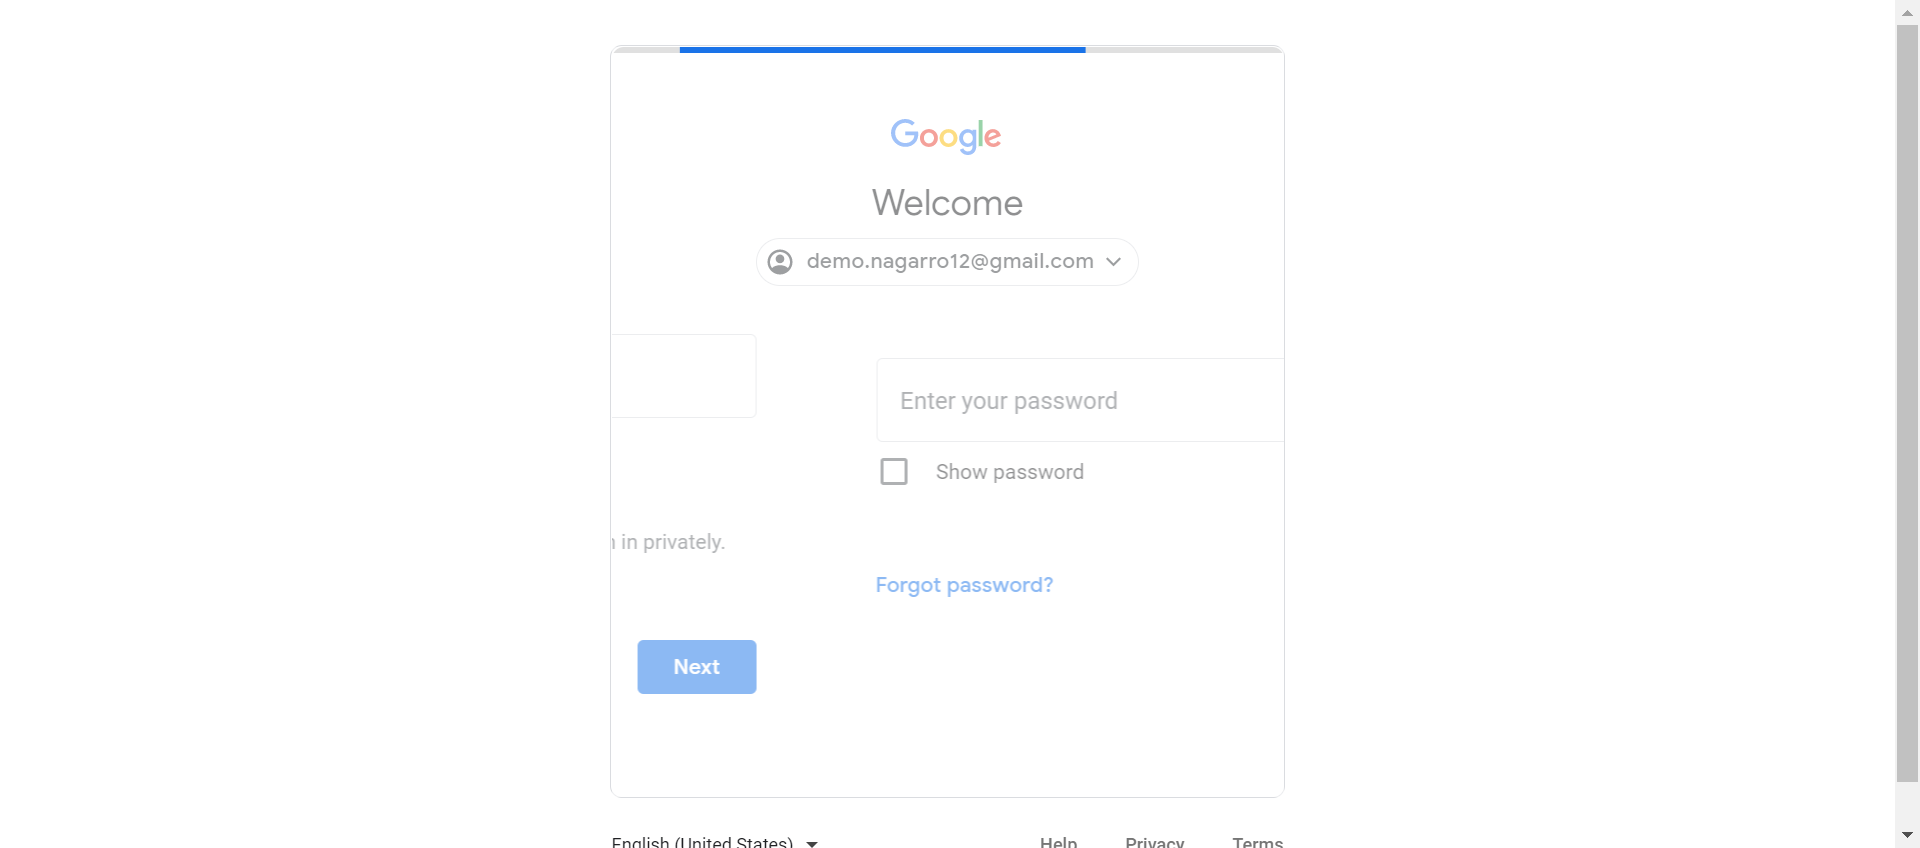 Google
Welcome
demo.nagarro12@gmail.com
Enter your password
Show password
in privately.
Forgot password?
Next
English (United States)
Help Privacy Terms